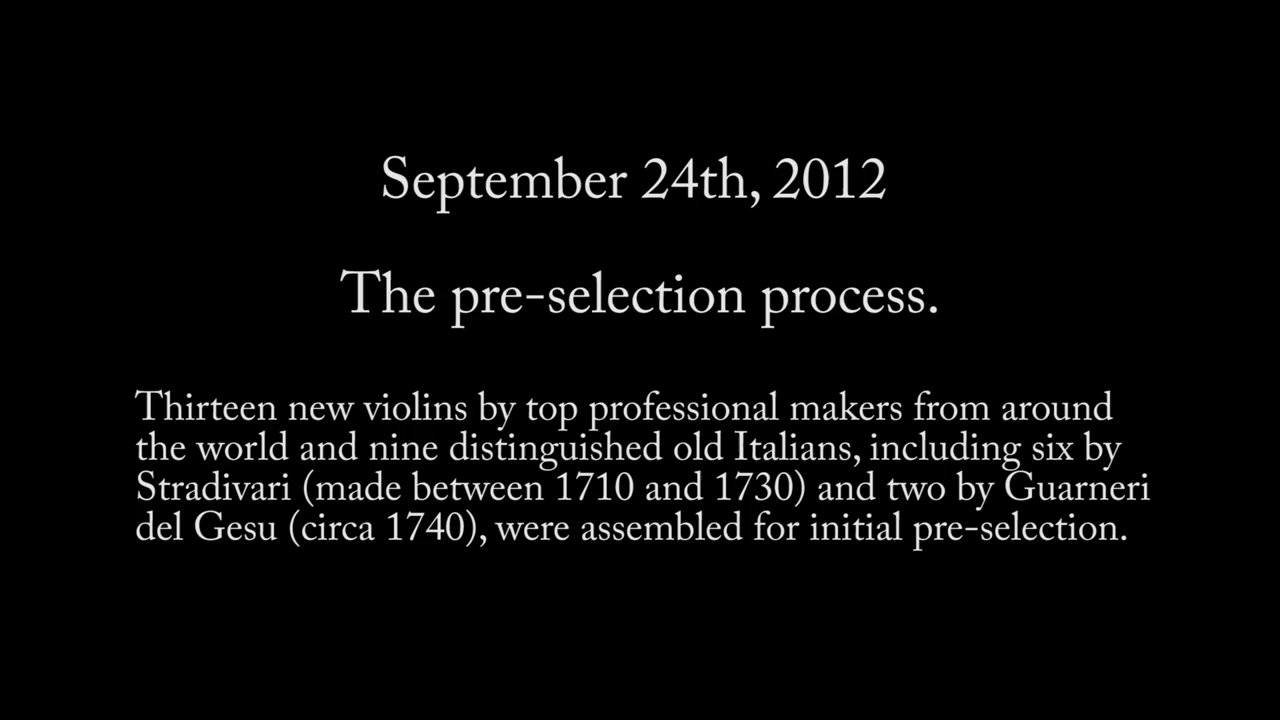 September 24th, 2012
The pre-selection process.
Thirteen new violins by top professional makers from around
the world and nine distinguished old Italians, including six by
Stradivari (made between 1710 and 1730) and two by Guarneri
del Gesu (circa 1740), were assembled for initial pre-selection.